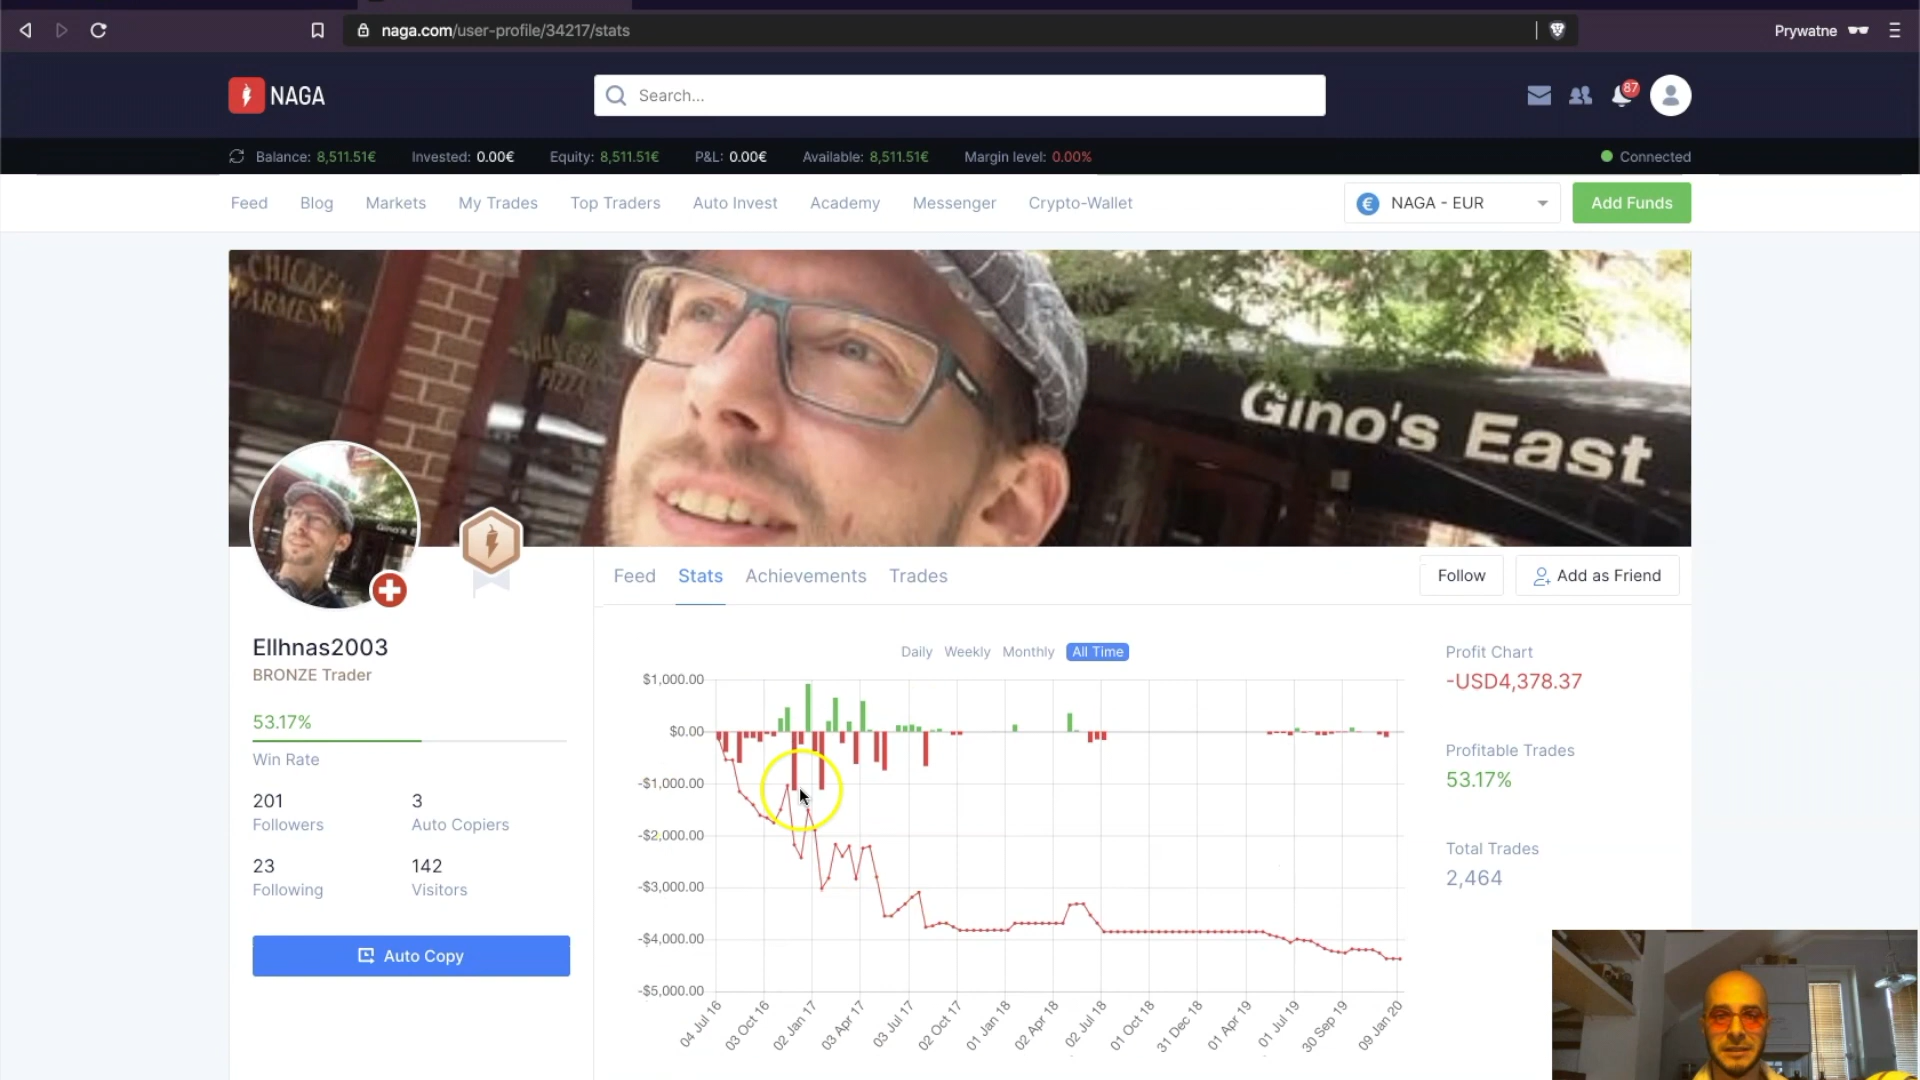 naga.com/user-profile/34217/stats
Prywatne
NAGA
Search...
87
Balance: 8,511.51€ Invested: 0.00€ Equity: 8,511.51€ P&L: 0.00€ Available: 8,511.51€ Margin level: 0.00% Connected
Feed Blog Markets My Trades Top Traders Auto Invest Academy Messenger Crypto-Wallet
€ NAGA - EUR
Add Funds
CHICKEN
PARMESAN
Gino's East
Feed Stats Achievements Trades
Follow
Add as Friend
Ellhnas2003
BRONZE Trader
53.17%
Win Rate
201
Followers
3
Auto Copiers
23
Following
142
Visitors
Auto Copy
Daily Weekly Monthly All Time
$1,000.00
$0.00
-$1,000.00
-$2,000.00
-$3,000.00
-$4,000.00
-$5,000.00
04 Jul 16
03 Oct 16
02 Jan 17
03 Apr 17
03 Jul 17
02 Oct 17
01 Jan 18
02 Apr 18
02 Jul 18
01 Oct 18
31 Dec 18
01 Apr 19
01 Jul 19
30 Sep 19
09 Jan 20
Profit Chart
-USD4,378.37
Profitable Trades
53.17%
Total Trades
2,464